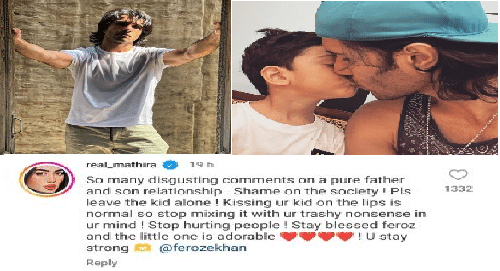 real_mathira 19 h
So many disgusting comments on a pure father
and son relationship . Shame on the society ! Pls
leave the kid alone ! Kissing ur kid on the lips is
normal so stop mixing it with ur trashy nonsense in
ur mind ! Stop hurting people ! Stay blessed feroz
and the little one is adorable ❤️❤️❤️❤️ ! U stay
strong 🫶 @ferozekhan
1332
Reply